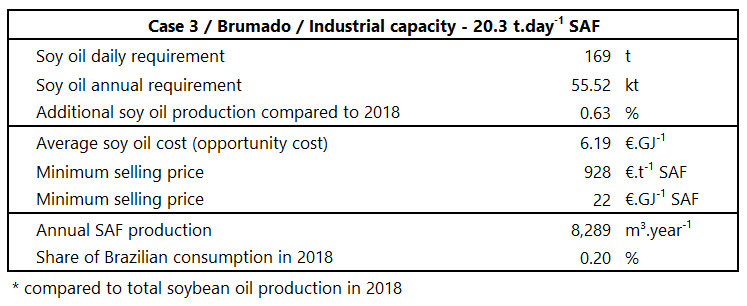 Case 3 / Brumado / Industrial capacity - 20.3 t.day⁻¹ SAF
Soy oil daily requirement 169 t
Soy oil annual requirement 55.52 kt
Additional soy oil production compared to 2018 0.63 %
Average soy oil cost (opportunity cost) 6.19 €.GJ⁻¹
Minimum selling price 928 €.t⁻¹ SAF
Minimum selling price 22 €.GJ⁻¹ SAF
Annual SAF production 8,289 m³.year⁻¹
Share of Brazilian consumption in 2018 0.20 %
* compared to total soybean oil production in 2018